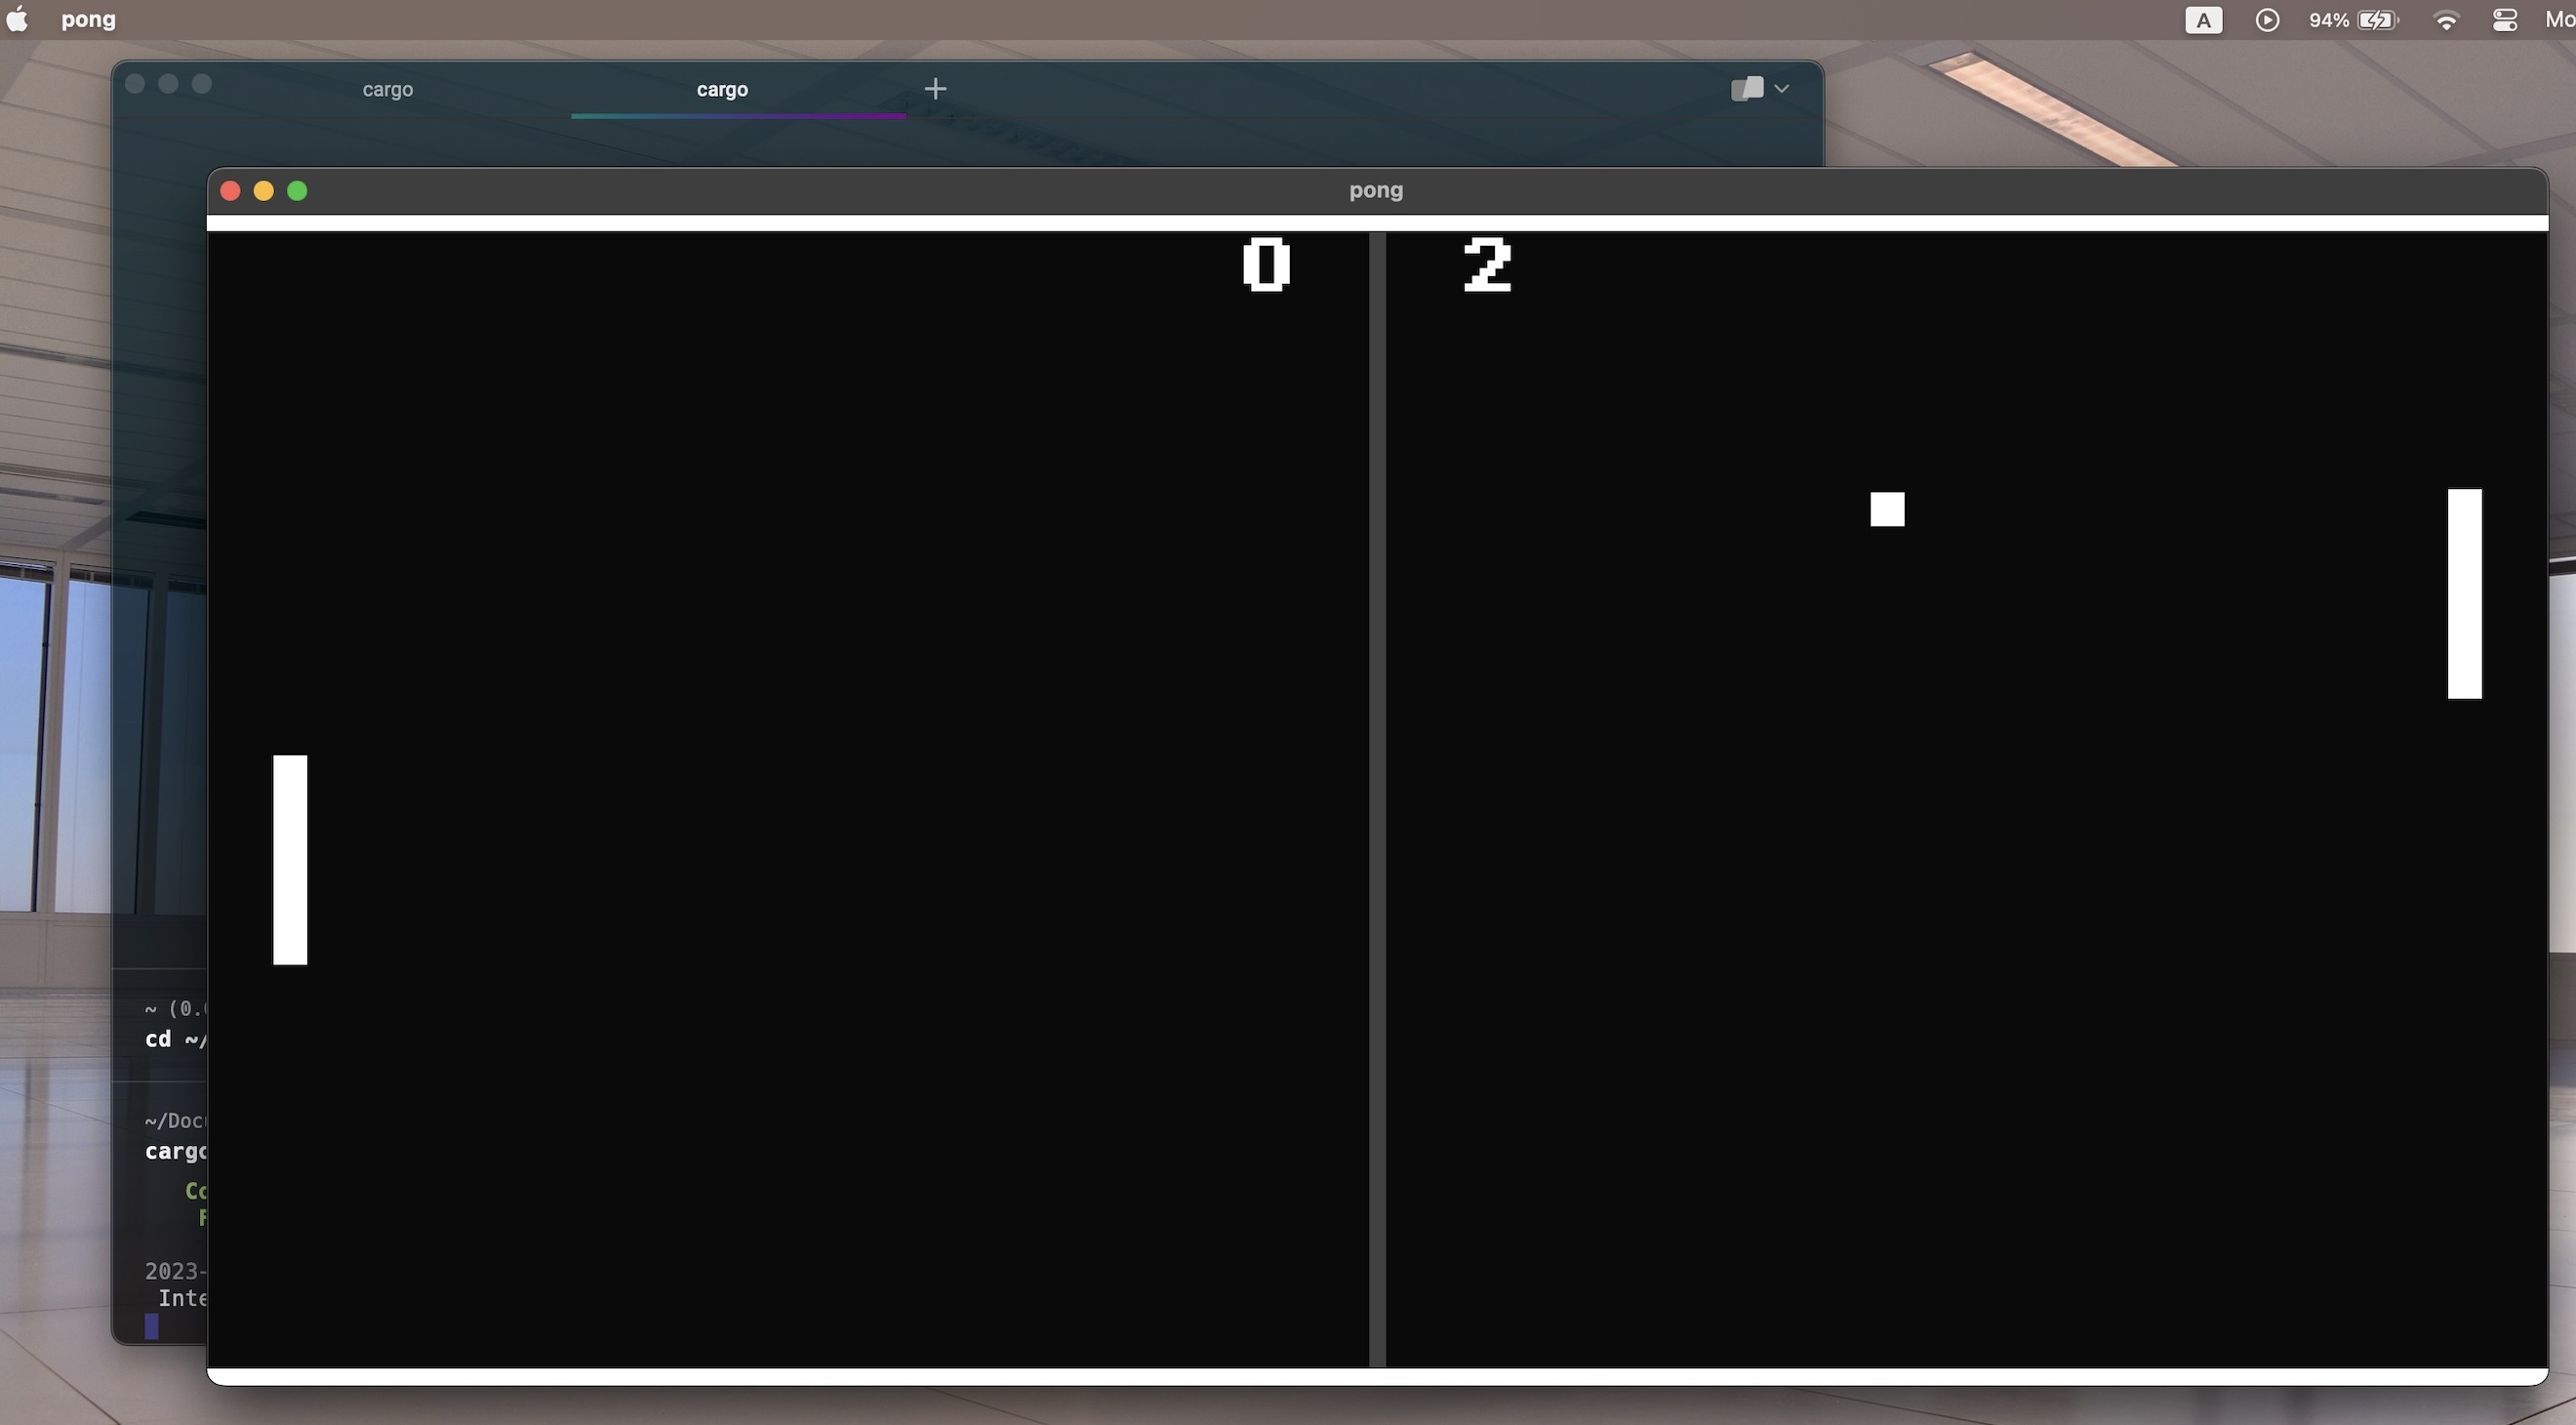 pong
A
94%
Mo
cargo
cargo
pong
0 2
~ (0.
cd ~/
~/Doc
cargo
Co
F
2023-
Inte